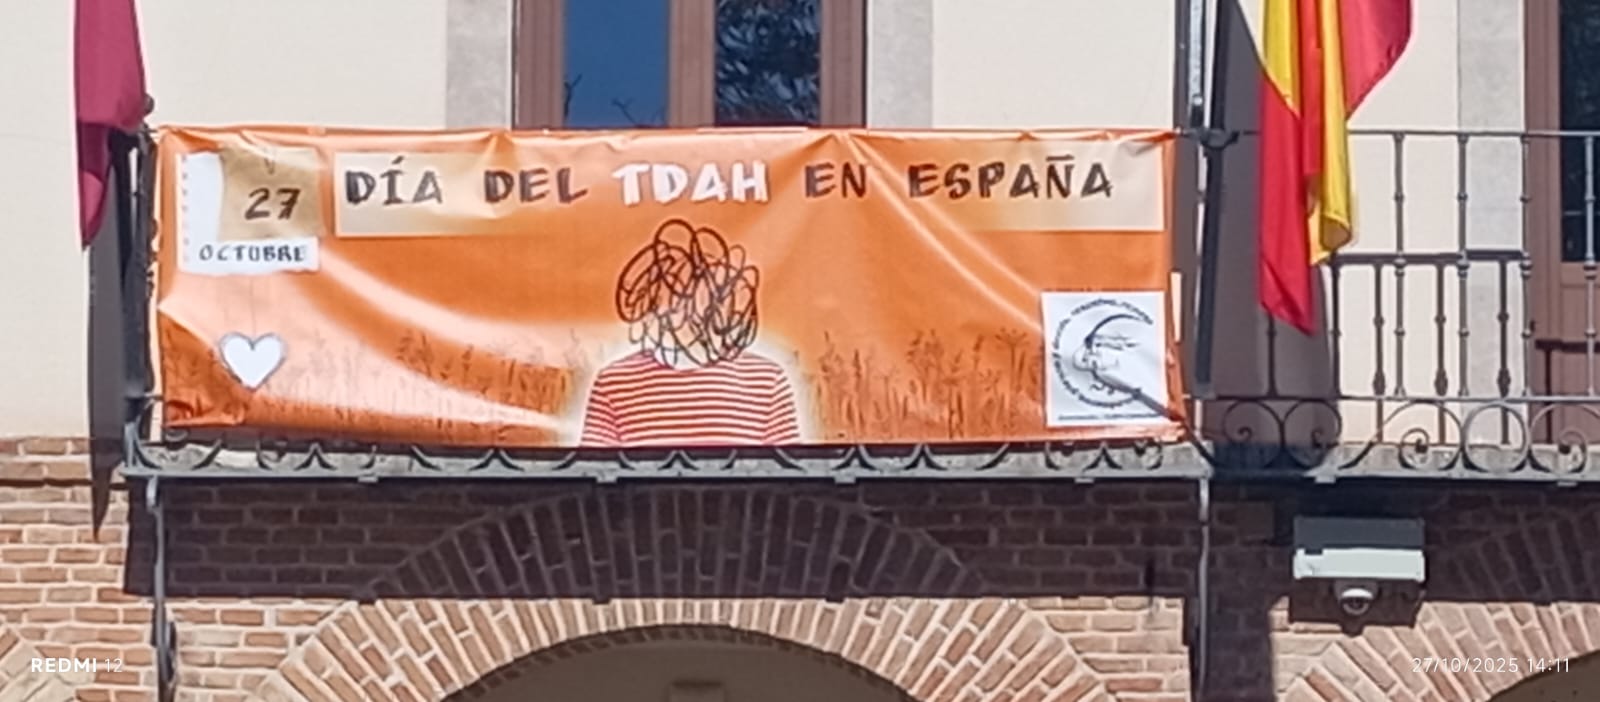 27
OCTUBRE
DÍA DEL TDAH EN ESPAÑA
REDMI 12
27/10/2025 14:11